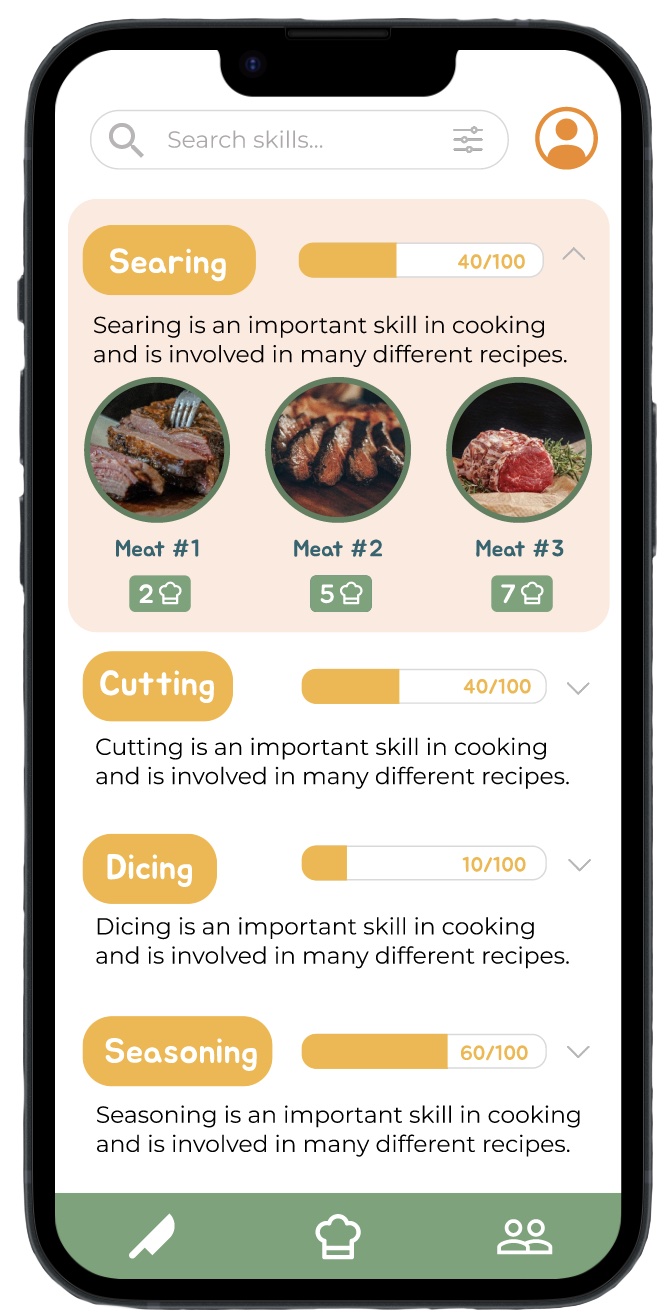 Search skills...
Searing
40/100
Searing is an important skill in cooking
and is involved in many different recipes.
Meat #1
Meat #2
Meat #3
2
5
7
Cutting
40/100
Cutting is an important skill in cooking
and is involved in many different recipes.
Dicing
10/100
Dicing is an important skill in cooking
and is involved in many different recipes.
Seasoning
60/100
Seasoning is an important skill in cooking
and is involved in many different recipes.